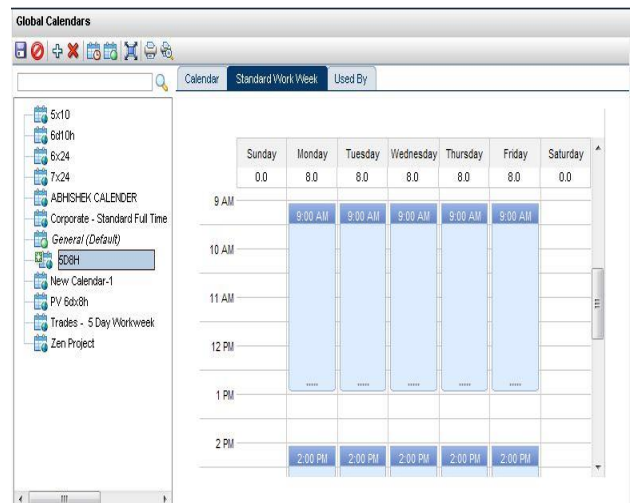 Global Calendars
Calendar Standard Work Week Used By
5x10
6d10h
6x24
7x24
ABHISHEK CALENDER
Corporate - Standard Full Time
General (Default)
5D8H
New Calendar-1
PV 6dx8h
Trades - 5 Day Workweek
Zen Project
Sunday Monday Tuesday Wednesday Thursday Friday Saturday
0.0 8.0 8.0 8.0 8.0 8.0 0.0
9 AM
9:00 AM 9:00 AM 9:00 AM 9:00 AM 9:00 AM
10 AM
11 AM
12 PM
1 PM
2 PM
2:00 PM 2:00 PM 2:00 PM 2:00 PM 2:00 PM